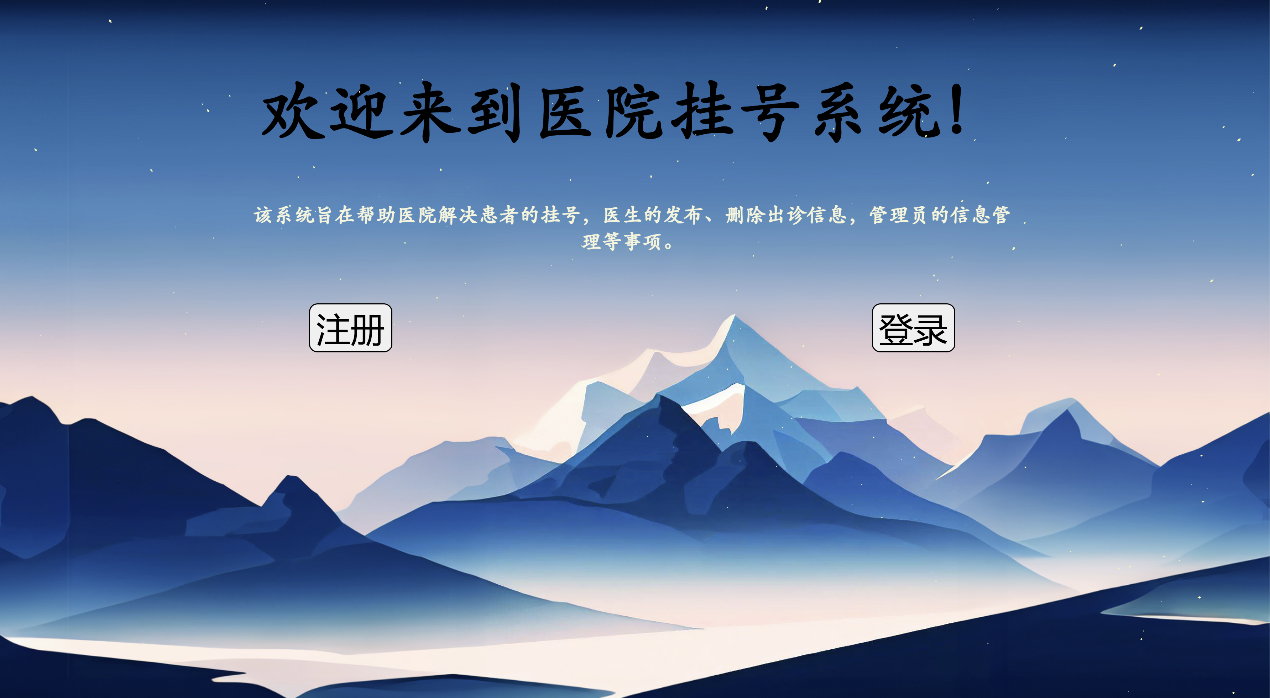 欢迎来到医院挂号系统!
该系统旨在帮助医院解决患者的挂号，医生的发布、删除出诊信息，管理员的信息管
理等事项。
注册
登录